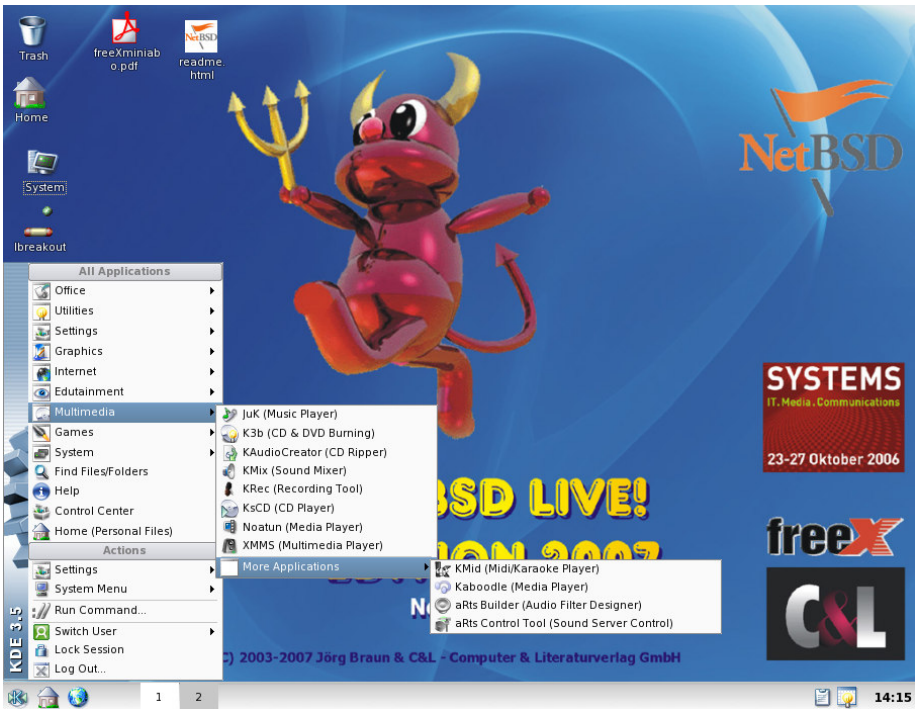 Trash
freeXminiab
o.pdf
NetBSD
readme.
html
Home
System
lbreakout
NetBSD
All Applications
Office
Utilities
Settings
Graphics
Internet
Edutainment
Multimedia
Games
System
Find Files/Folders
Help
Control Center
Home (Personal Files)
Actions
Settings
System Menu
Run Command...
Switch User
Lock Session
Log Out...
KDE 3.5
JuK (Music Player)
K3b (CD & DVD Burning)
KAudioCreator (CD Ripper)
KMix (Sound Mixer)
KRec (Recording Tool)
KsCD (CD Player)
Noatun (Media Player)
XMMS (Multimedia Player)
More Applications
KMid (Midi/Karaoke Player)
Kaboodle (Media Player)
aRts Builder (Audio Filter Designer)
aRts Control Tool (Sound Server Control)
SYSTEMS
IT.Media.Communications
23-27 Oktober 2006
BSD LIVE!
2007
freeX
C&L
C) 2003-2007 Jörg Braun & C&L - Computer & Literaturverlag GmbH
1
2
14:15